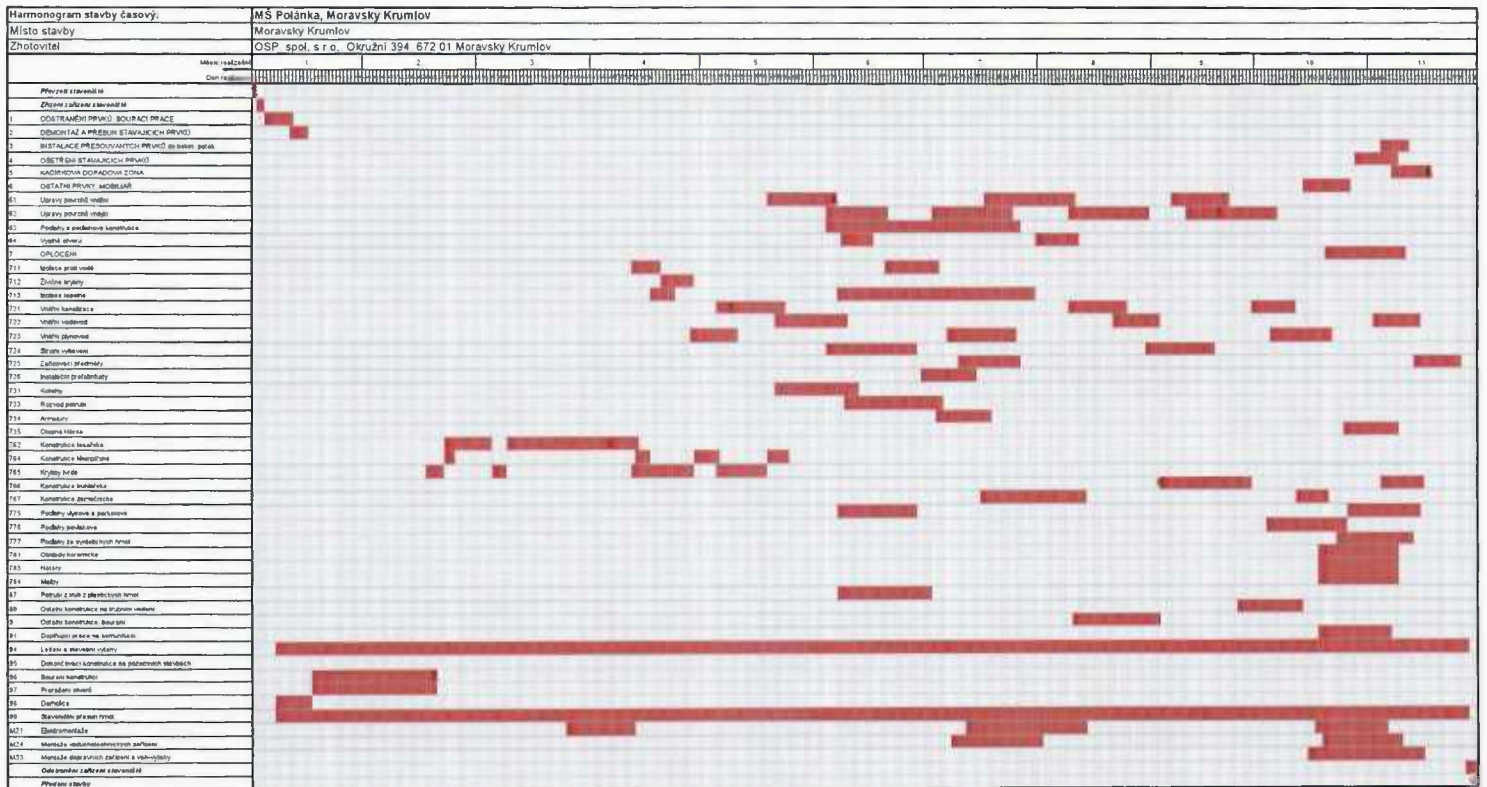 Harmonogram stavby časový: MŠ Polánka, Moravsky Krumlov
Místo stavby Moravsky Krumlov
Zhotovitel OSP spol. s r.o. Okružní 394 672 01 Moravsky Krumlov
Měsíc realizační 1 2 3 4 5 6 7 8 9 10 11
Den
Převzetí staveniště
Zřízení zařízení staveniště
1 ODSTRANĚNÍ PRVKŮ BOURACÍ PRÁCE
2 DEMONTÁŽ A PŘESUN STÁVAJÍCÍCH PRVKŮ
3 INSTALACE PŘESOUVANÝCH PRVKŮ do beton. patek
4 OŠETŘENÍ STÁVAJÍCÍCH PRVKŮ
5 KAČÍRKOVÁ DOPADOVÁ ZÓNA
6 OSTATNÍ PRVKY MOBILIÁŘ
61 Úpravy povrchů vnitřní
62 Úpravy povrchů vnější
63 Podlahy a podlahové konstrukce
64 Výplně otvorů
7 OPLOCENÍ
711 Izolace proti vodě
712 Živičné krytiny
713 Izolace tepelné
721 Vnitřní kanalizace
722 Vnitřní vodovod
723 Vnitřní plynovod
724 Strojní vybavení
725 Zařizovací předměty
726 Instalační prefabrikáty
731 Kotelny
733 Rozvod potrubí
734 Armatury
735 Otopná tělesa
762 Konstrukce tesařské
764 Konstrukce klempířské
765 Krytiny tvrdé
766 Konstrukce truhlářské
767 Konstrukce zámečnické
775 Podlahy vlysové a parketové
776 Podlahy povlakové
777 Podlahy ze syntetických hmot
781 Obklady keramické
783 Nátěry
784 Malby
87 Potrubí z trub z plastických hmot
89 Ostatní konstrukce na trubním vedení
9 Ostatní konstrukce, bourání
91 Doplňující práce na komunikaci
94 Lešení a stavební výtahy
95 Dokončovací konstrukce na pozemních stavbách
96 Bourání konstrukcí
97 Prorážení otvorů
98 Demolice
99 Staveništní přesun hmot
M21 Elektromontáže
M24 Montáže vzduchotechnických zařízení
M33 Montáže dopravních zařízení a vah-výtahy
Odstranění zařízení staveniště
Předání stavby